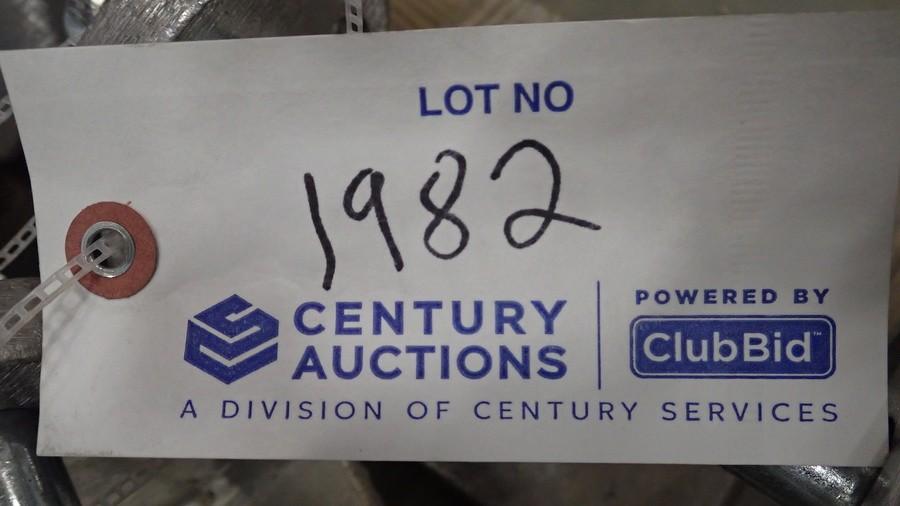 LOT NO
1982
CENTURY AUCTIONS
POWERED BY
ClubBid™
A DIVISION OF CENTURY SERVICES